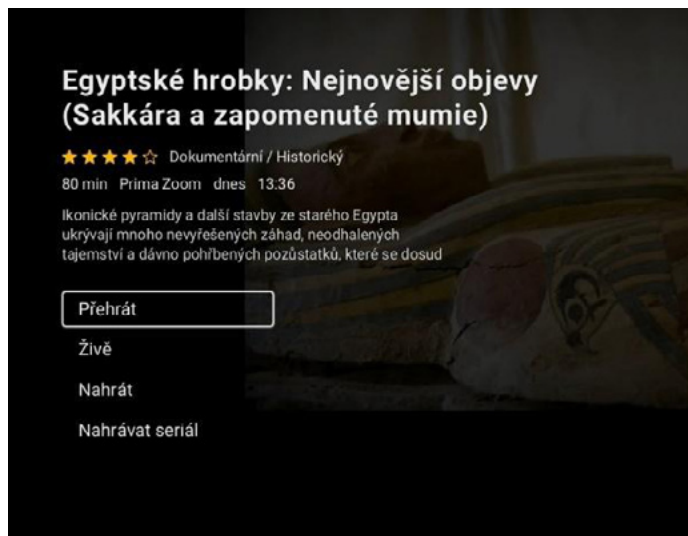 Egyptské hrobky: Nejnovější objevy
(Sakkára a zapomenuté mumie)
Dokumentární / Historický
80 min Prima Zoom dnes 13:36
Ikonické pyramidy a další stavby ze starého Egypta
ukrývají mnoho nevyřešených záhad, neodhalených
tajemství a dávno pohřbených pozůstatků, které se dosud
Přehrát
Živě
Nahrát
Nahrávat seriál